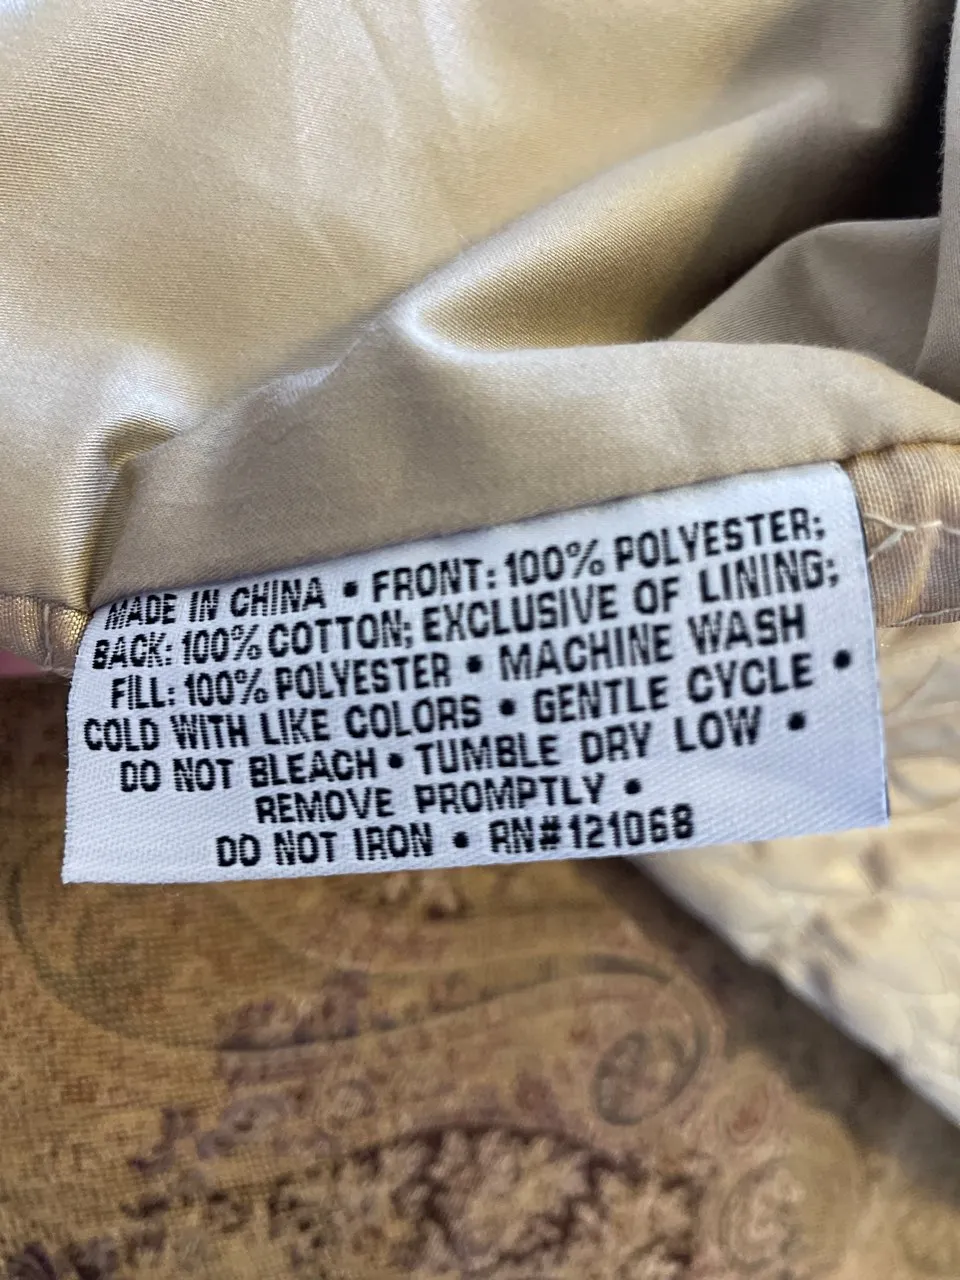 MADE IN CHINA • FRONT: 100% POLYESTER;
BACK: 100% COTTON; EXCLUSIVE OF LINING;
FILL: 100% POLYESTER • MACHINE WASH
COLD WITH LIKE COLORS • GENTLE CYCLE •
DO NOT BLEACH • TUMBLE DRY LOW •
REMOVE PROMPTLY •
DO NOT IRON • RN#121068